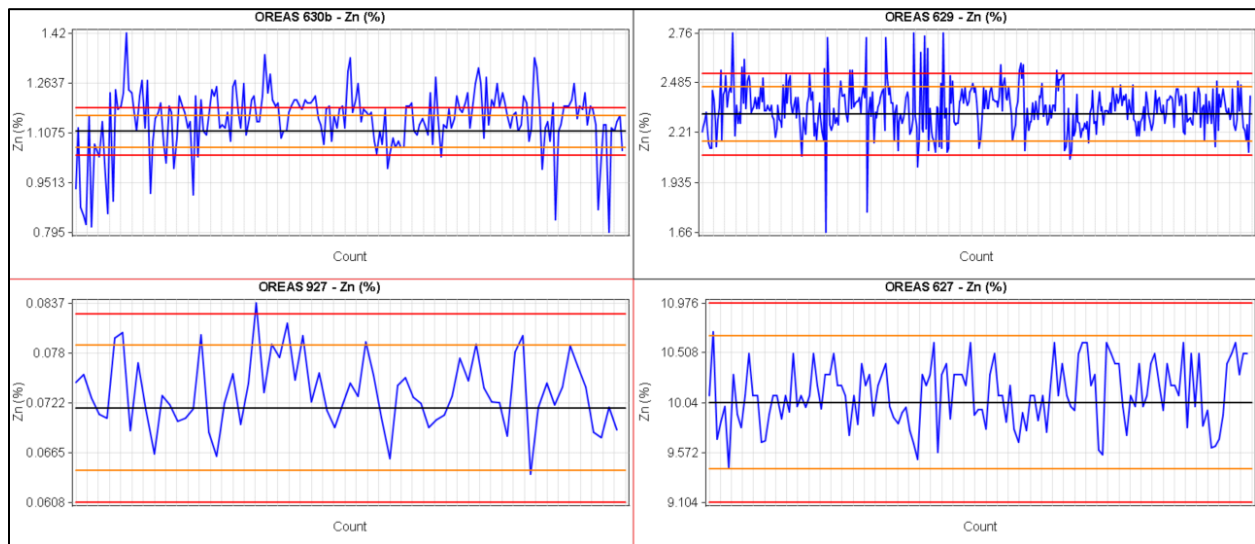 OREAS 630b - Zn (%)
1.42
1.2637
1.1075
0.9513
0.795
Zn (%)
Count
OREAS 629 - Zn (%)
2.76
2.485
2.21
1.935
1.66
Zn (%)
Count
OREAS 927 - Zn (%)
0.0837
0.078
0.0722
0.0665
0.0608
Zn (%)
Count
OREAS 627 - Zn (%)
10.976
10.508
10.04
9.572
9.104
Zn (%)
Count